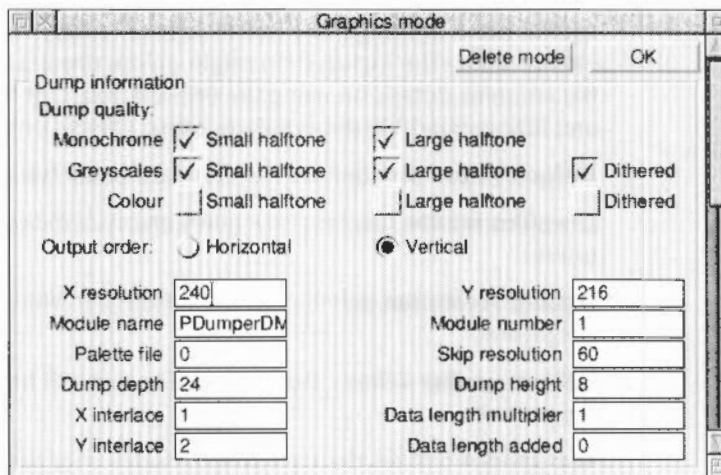 Graphics mode
Delete mode OK
Dump information
Dump quality:
Monochrome Small halftone Large halftone
Greyscales Small halftone Large halftone Dithered
Colour Small halftone Large halftone Dithered
Output order: Horizontal Vertical
X resolution 240 Y resolution 216
Module name PDumperDM Module number 1
Palette file 0 Skip resolution 60
Dump depth 24 Dump height 8
X interlace 1 Data length multiplier 1
Y interlace 2 Data length added 0